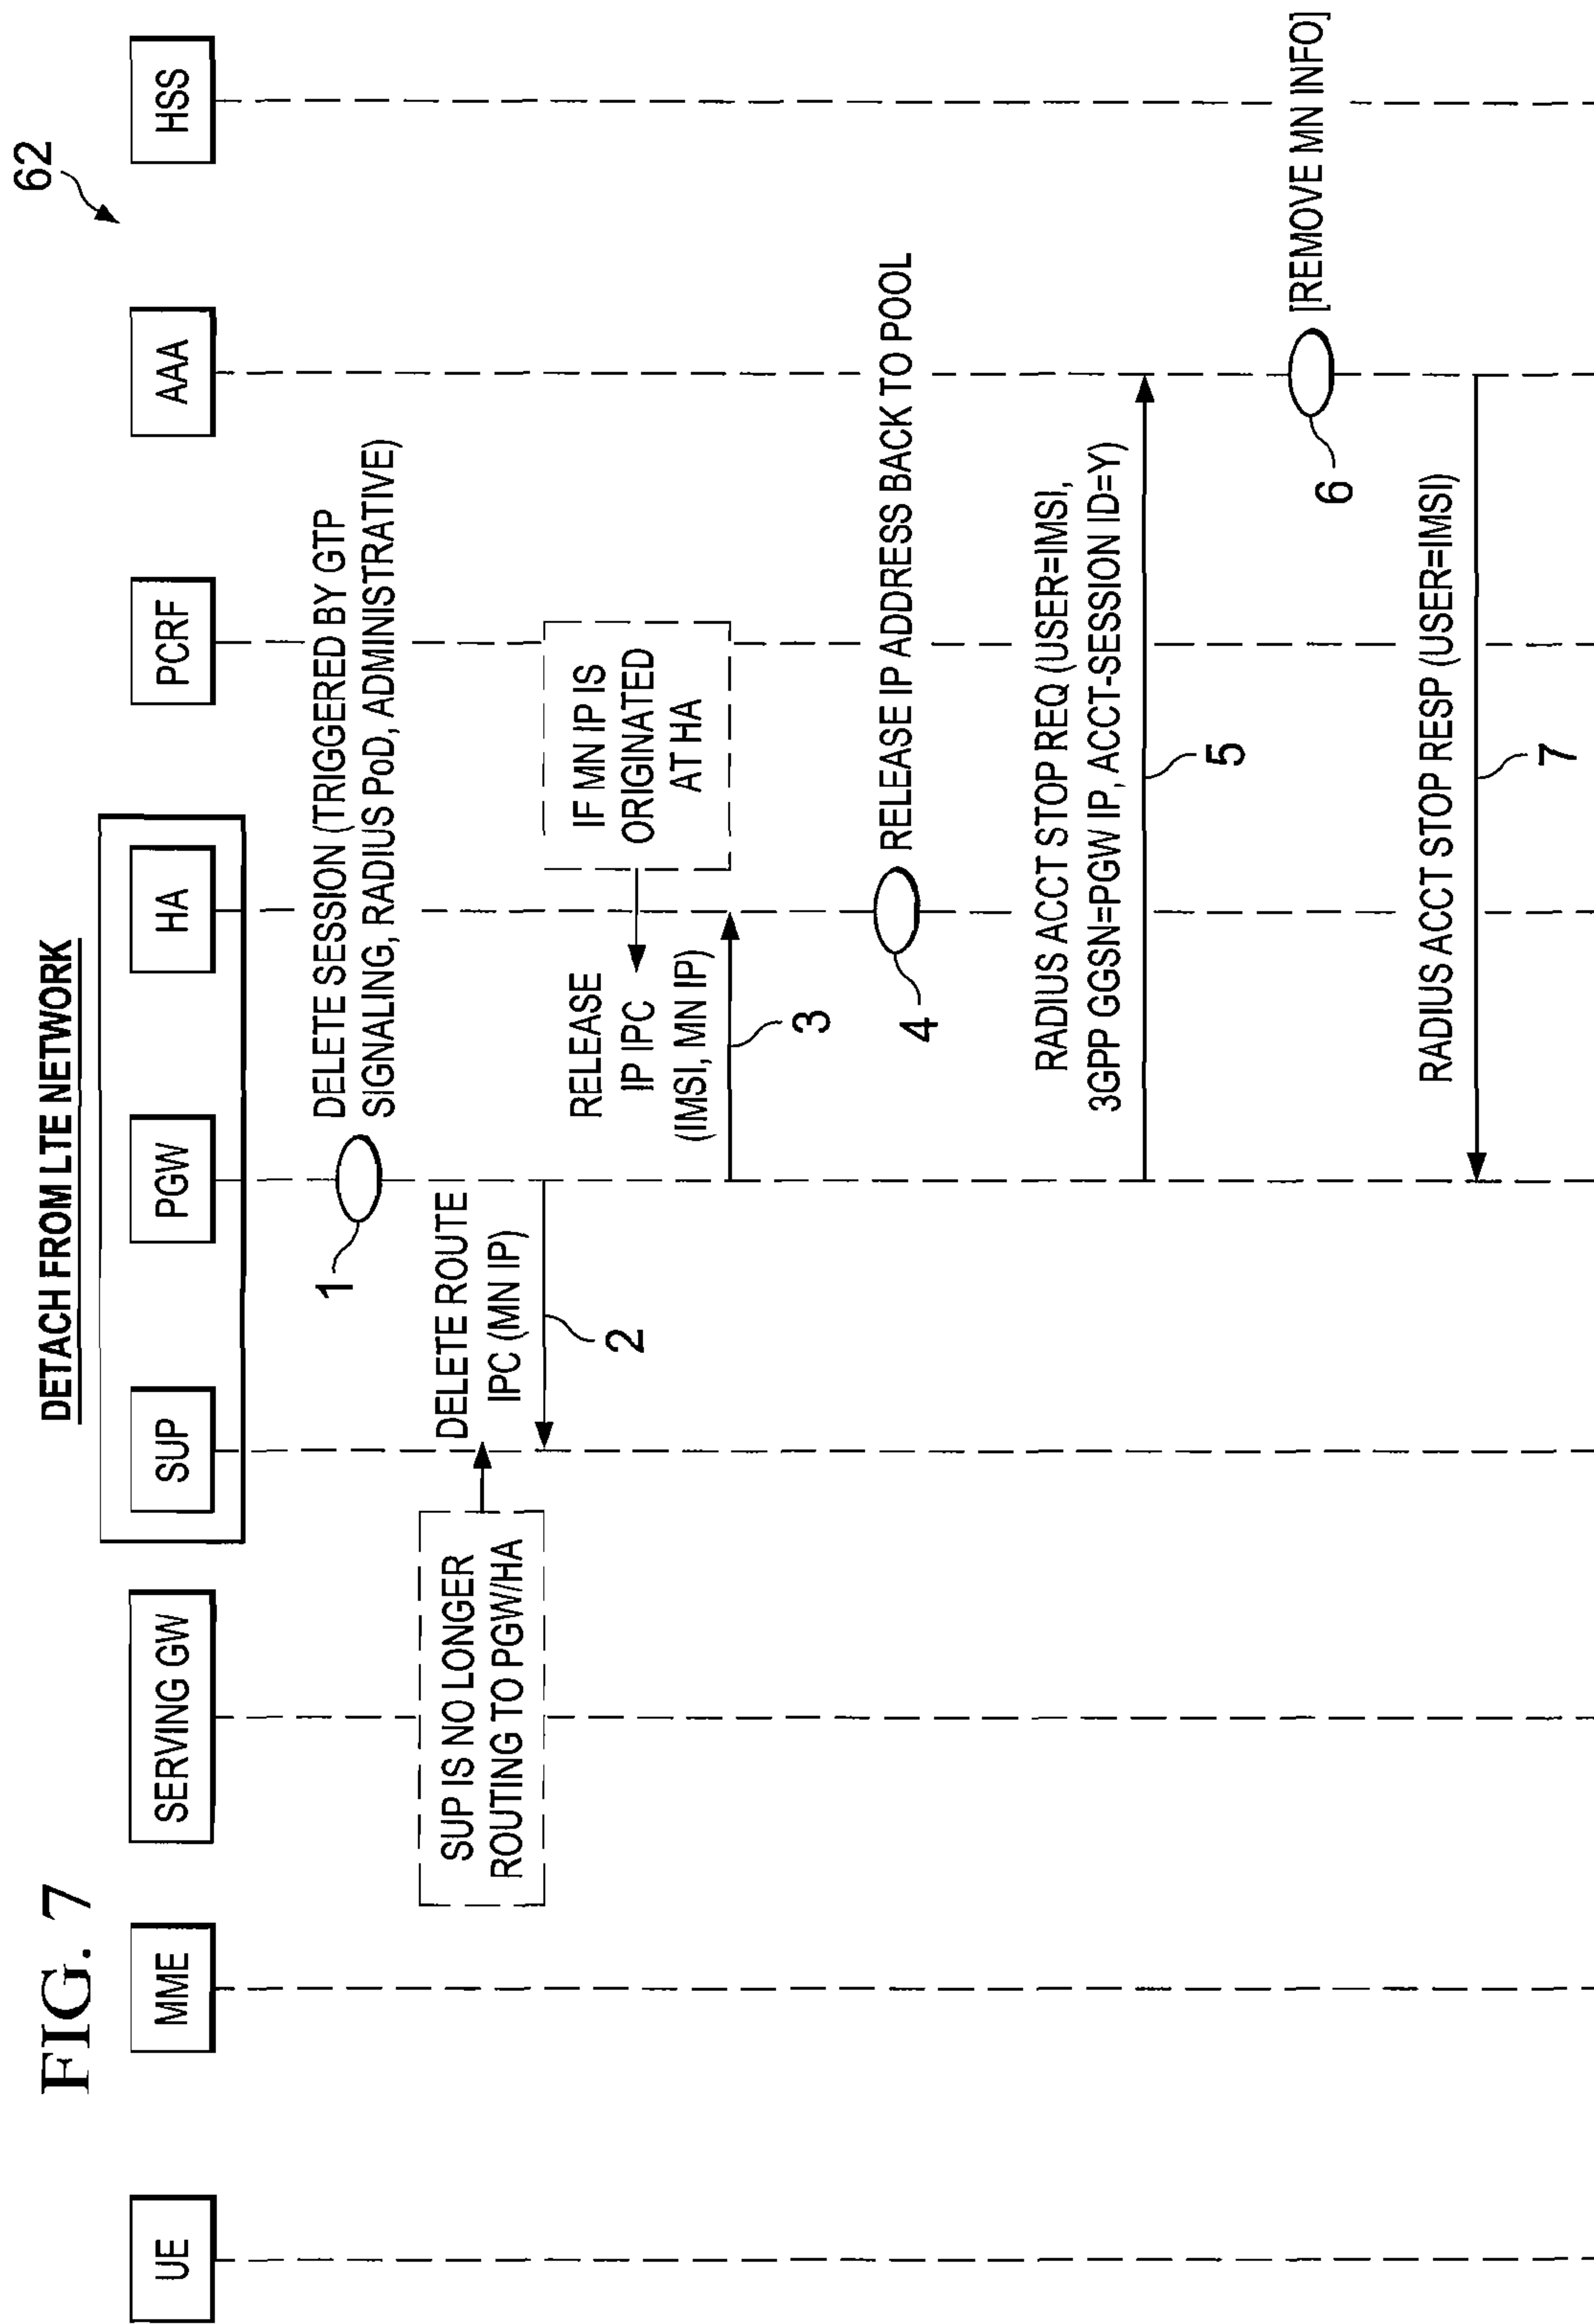 FIG. 7
DETACH FROM LTE NETWORK
62
UE
MME
SERVING GW
SUP
PGW
HA
PCRF
AAA
HSS
1
DELETE SESSION (TRIGGERED BY GTP
SIGNALING, RADIUS PoD, ADMINISTRATIVE)
SUP IS NO LONGER
ROUTING TO PGW/HA
DELETE ROUTE
IPC (MN IP)
2
RELEASE
IP IPC
(IMSI, MN IP)
3
IF MN IP IS
ORIGINATED
AT HA
4
RELEASE IP ADDRESS BACK TO POOL
RADIUS ACCT STOP REQ (USER=IMSI,
3GPP GGSN=PGW IP, ACCT-SESSION ID=Y)
5
6
[REMOVE MN INFO]
RADIUS ACCT STOP RESP (USER=IMSI)
7